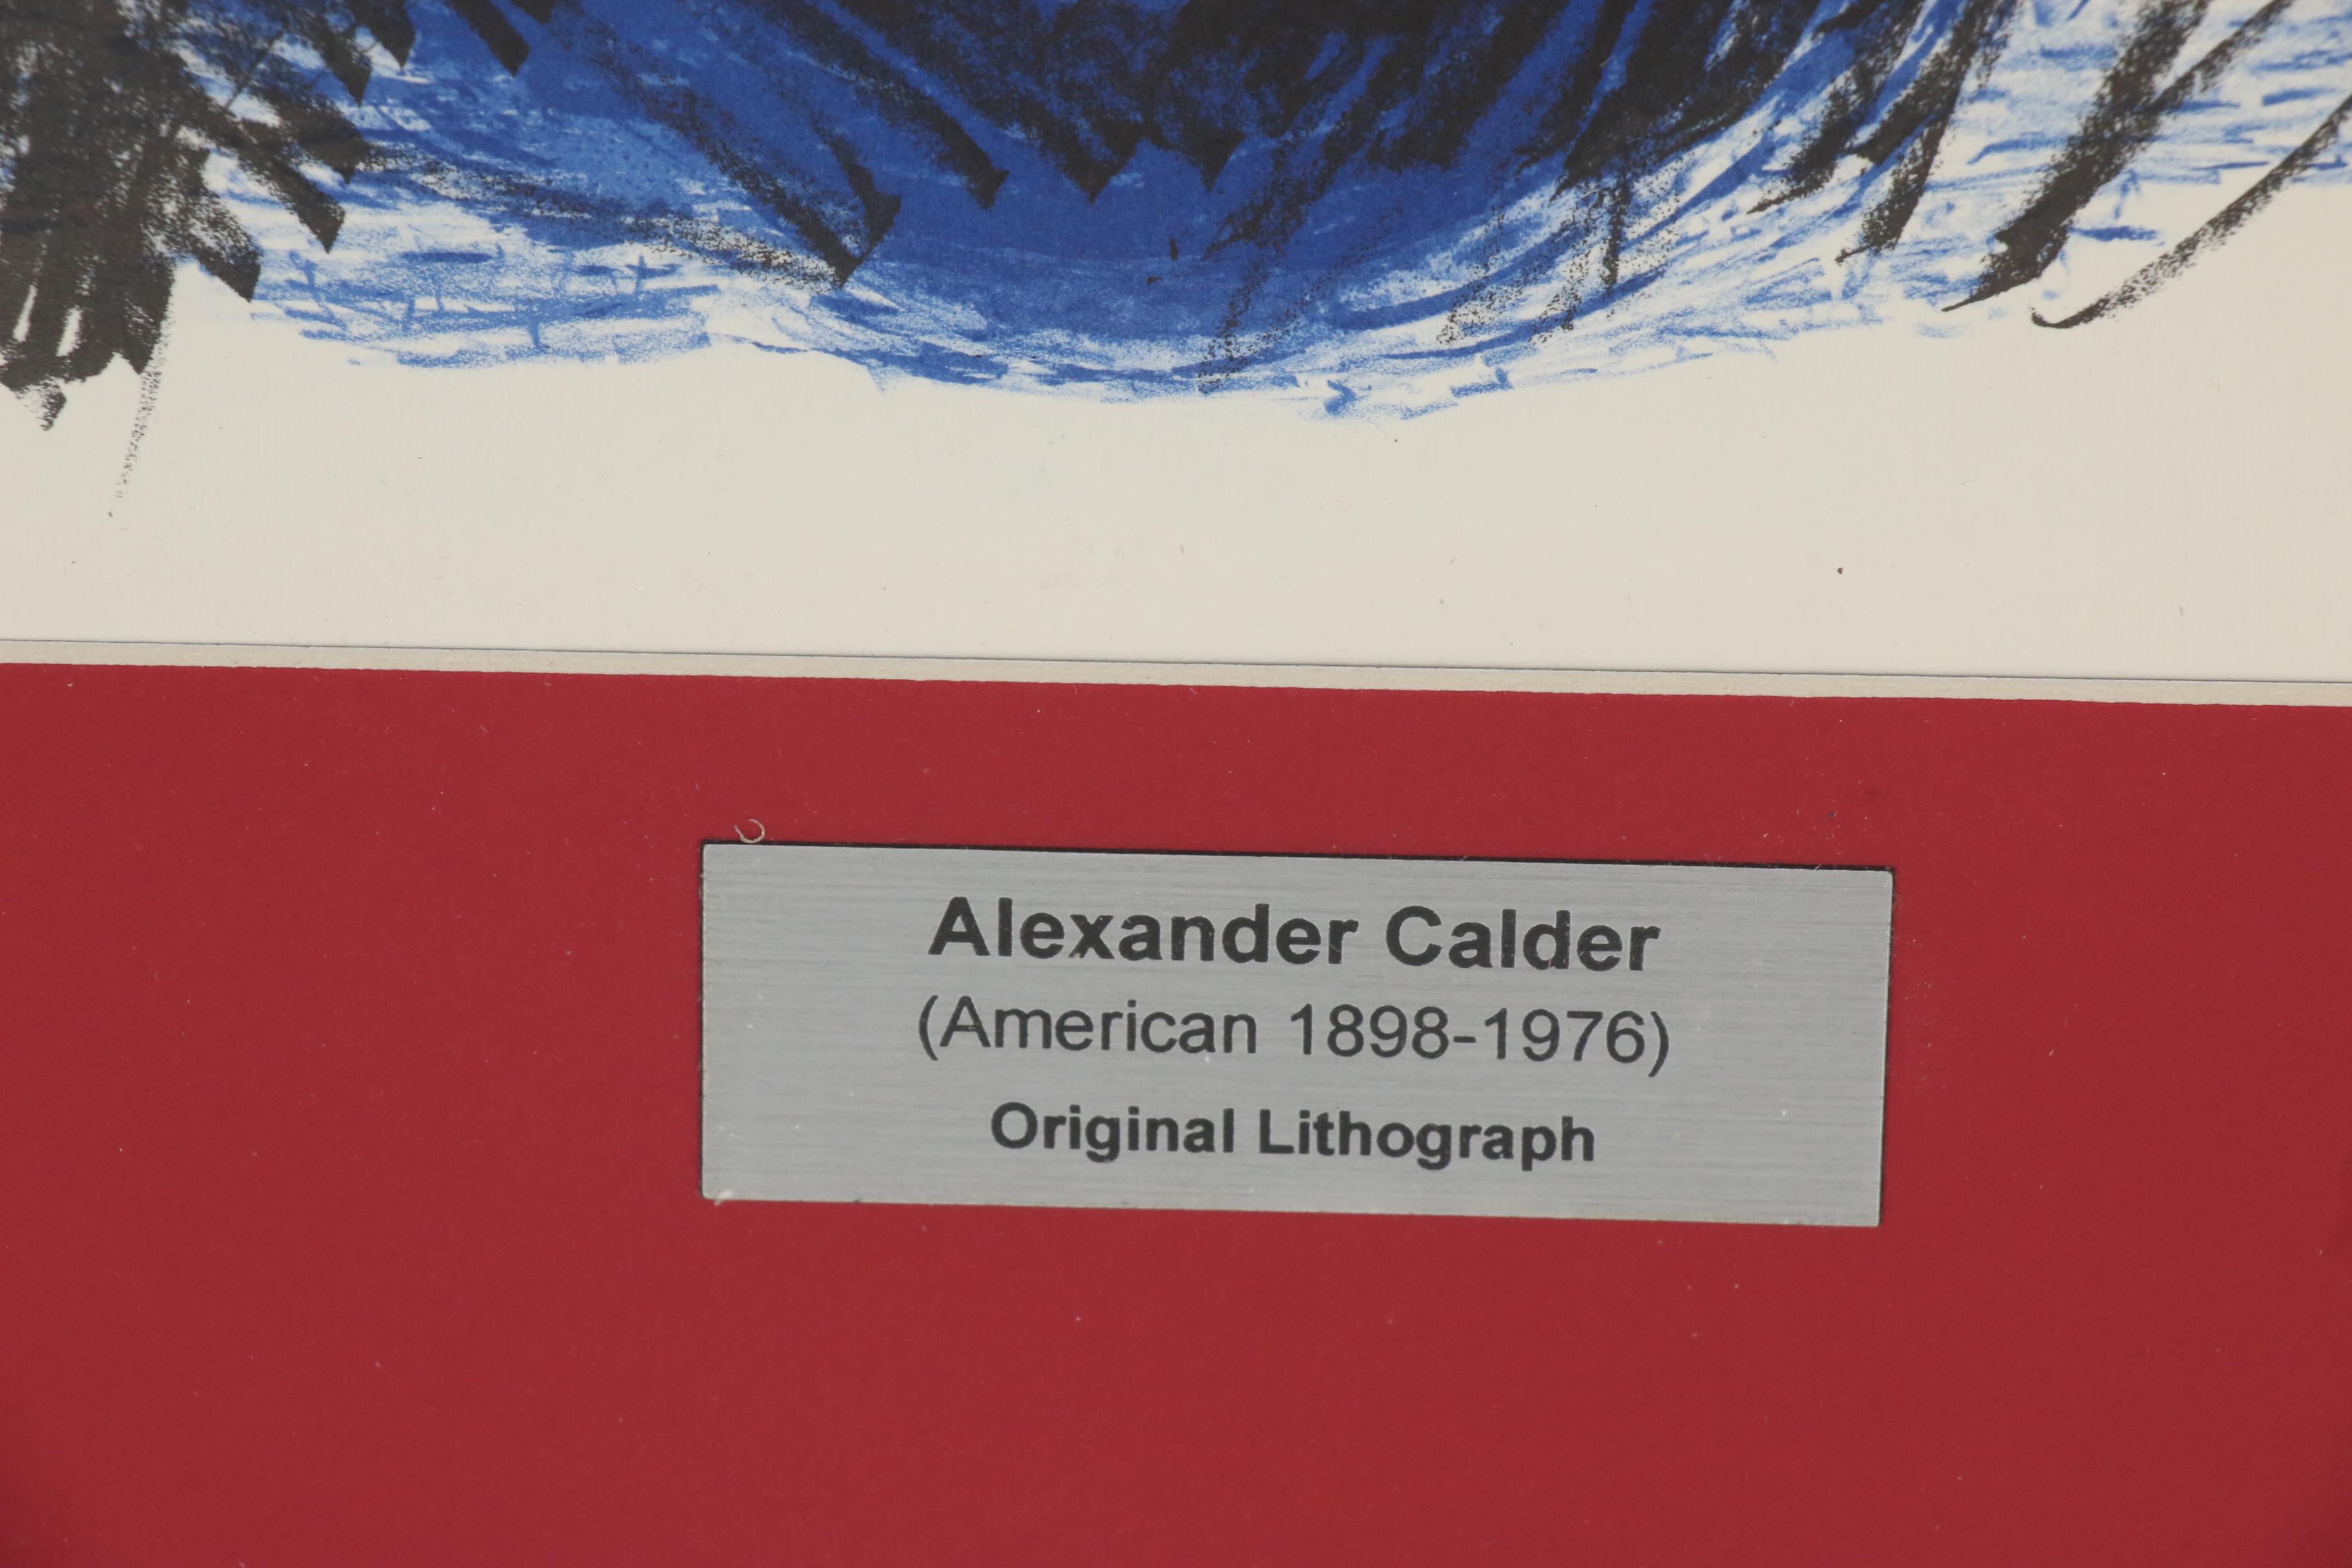 Alexander Calder
(American 1898-1976)
Original Lithograph